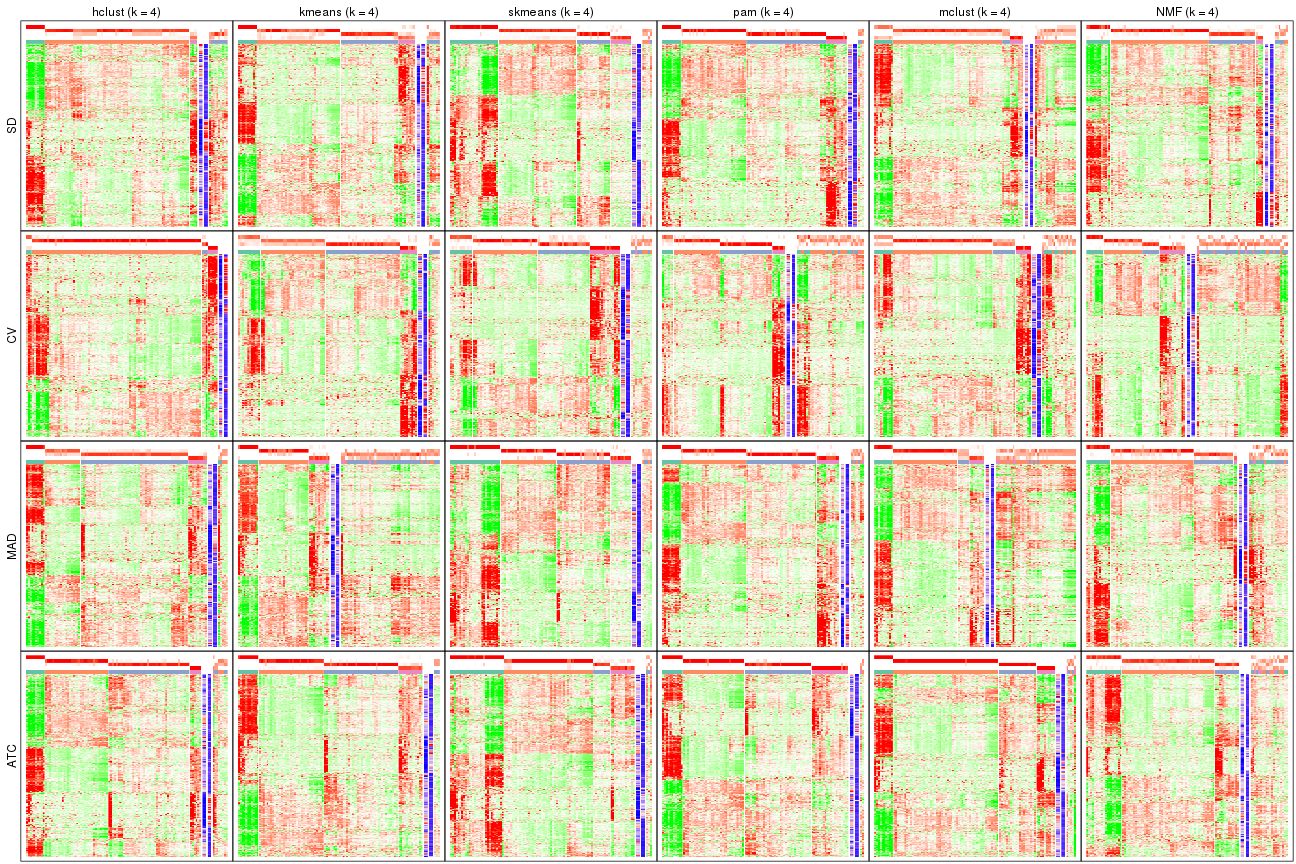 hclust (k = 4) kmeans (k = 4) skmeans (k = 4) pam (k = 4) mclust (k = 4) NMF (k = 4)
SD
CV
MAD
ATC